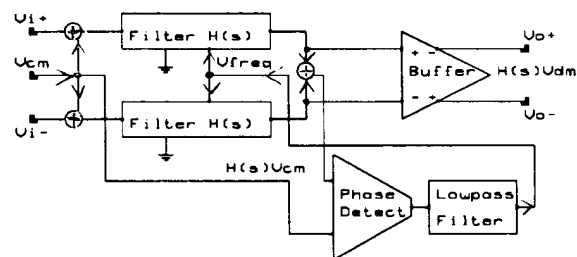 Vi+
Filter H(s)
Vo+
Vcm
Vfreq
Buffer
H(s)Vdm
+ -
- +
Filter H(s)
Vi-
Vo-
H(s)Vcm
Phase
Detect
Lowpass
Filter